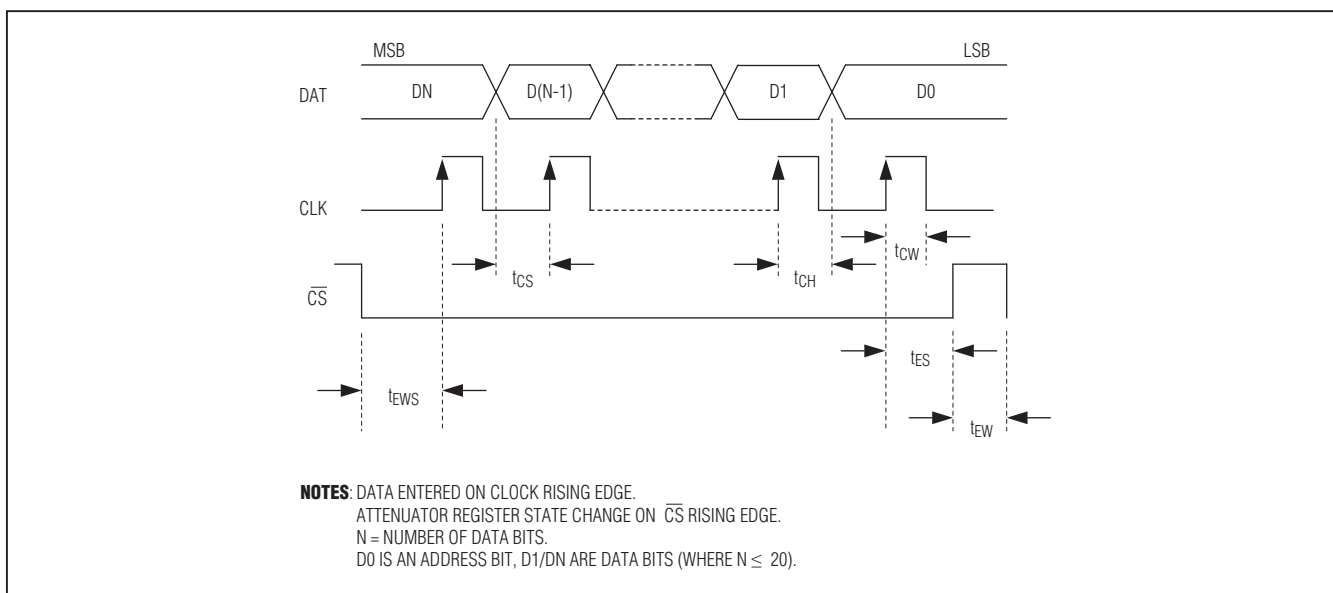 MSB
LSB
DAT
DN
D(N-1)
D1
D0
CLK
tCW
tCS
tCH
CS
tES
tEWS
tEW
NOTES: DATA ENTERED ON CLOCK RISING EDGE.
ATTENUATOR REGISTER STATE CHANGE ON CS RISING EDGE.
N = NUMBER OF DATA BITS.
D0 IS AN ADDRESS BIT, D1/DN ARE DATA BITS (WHERE N ≤ 20).